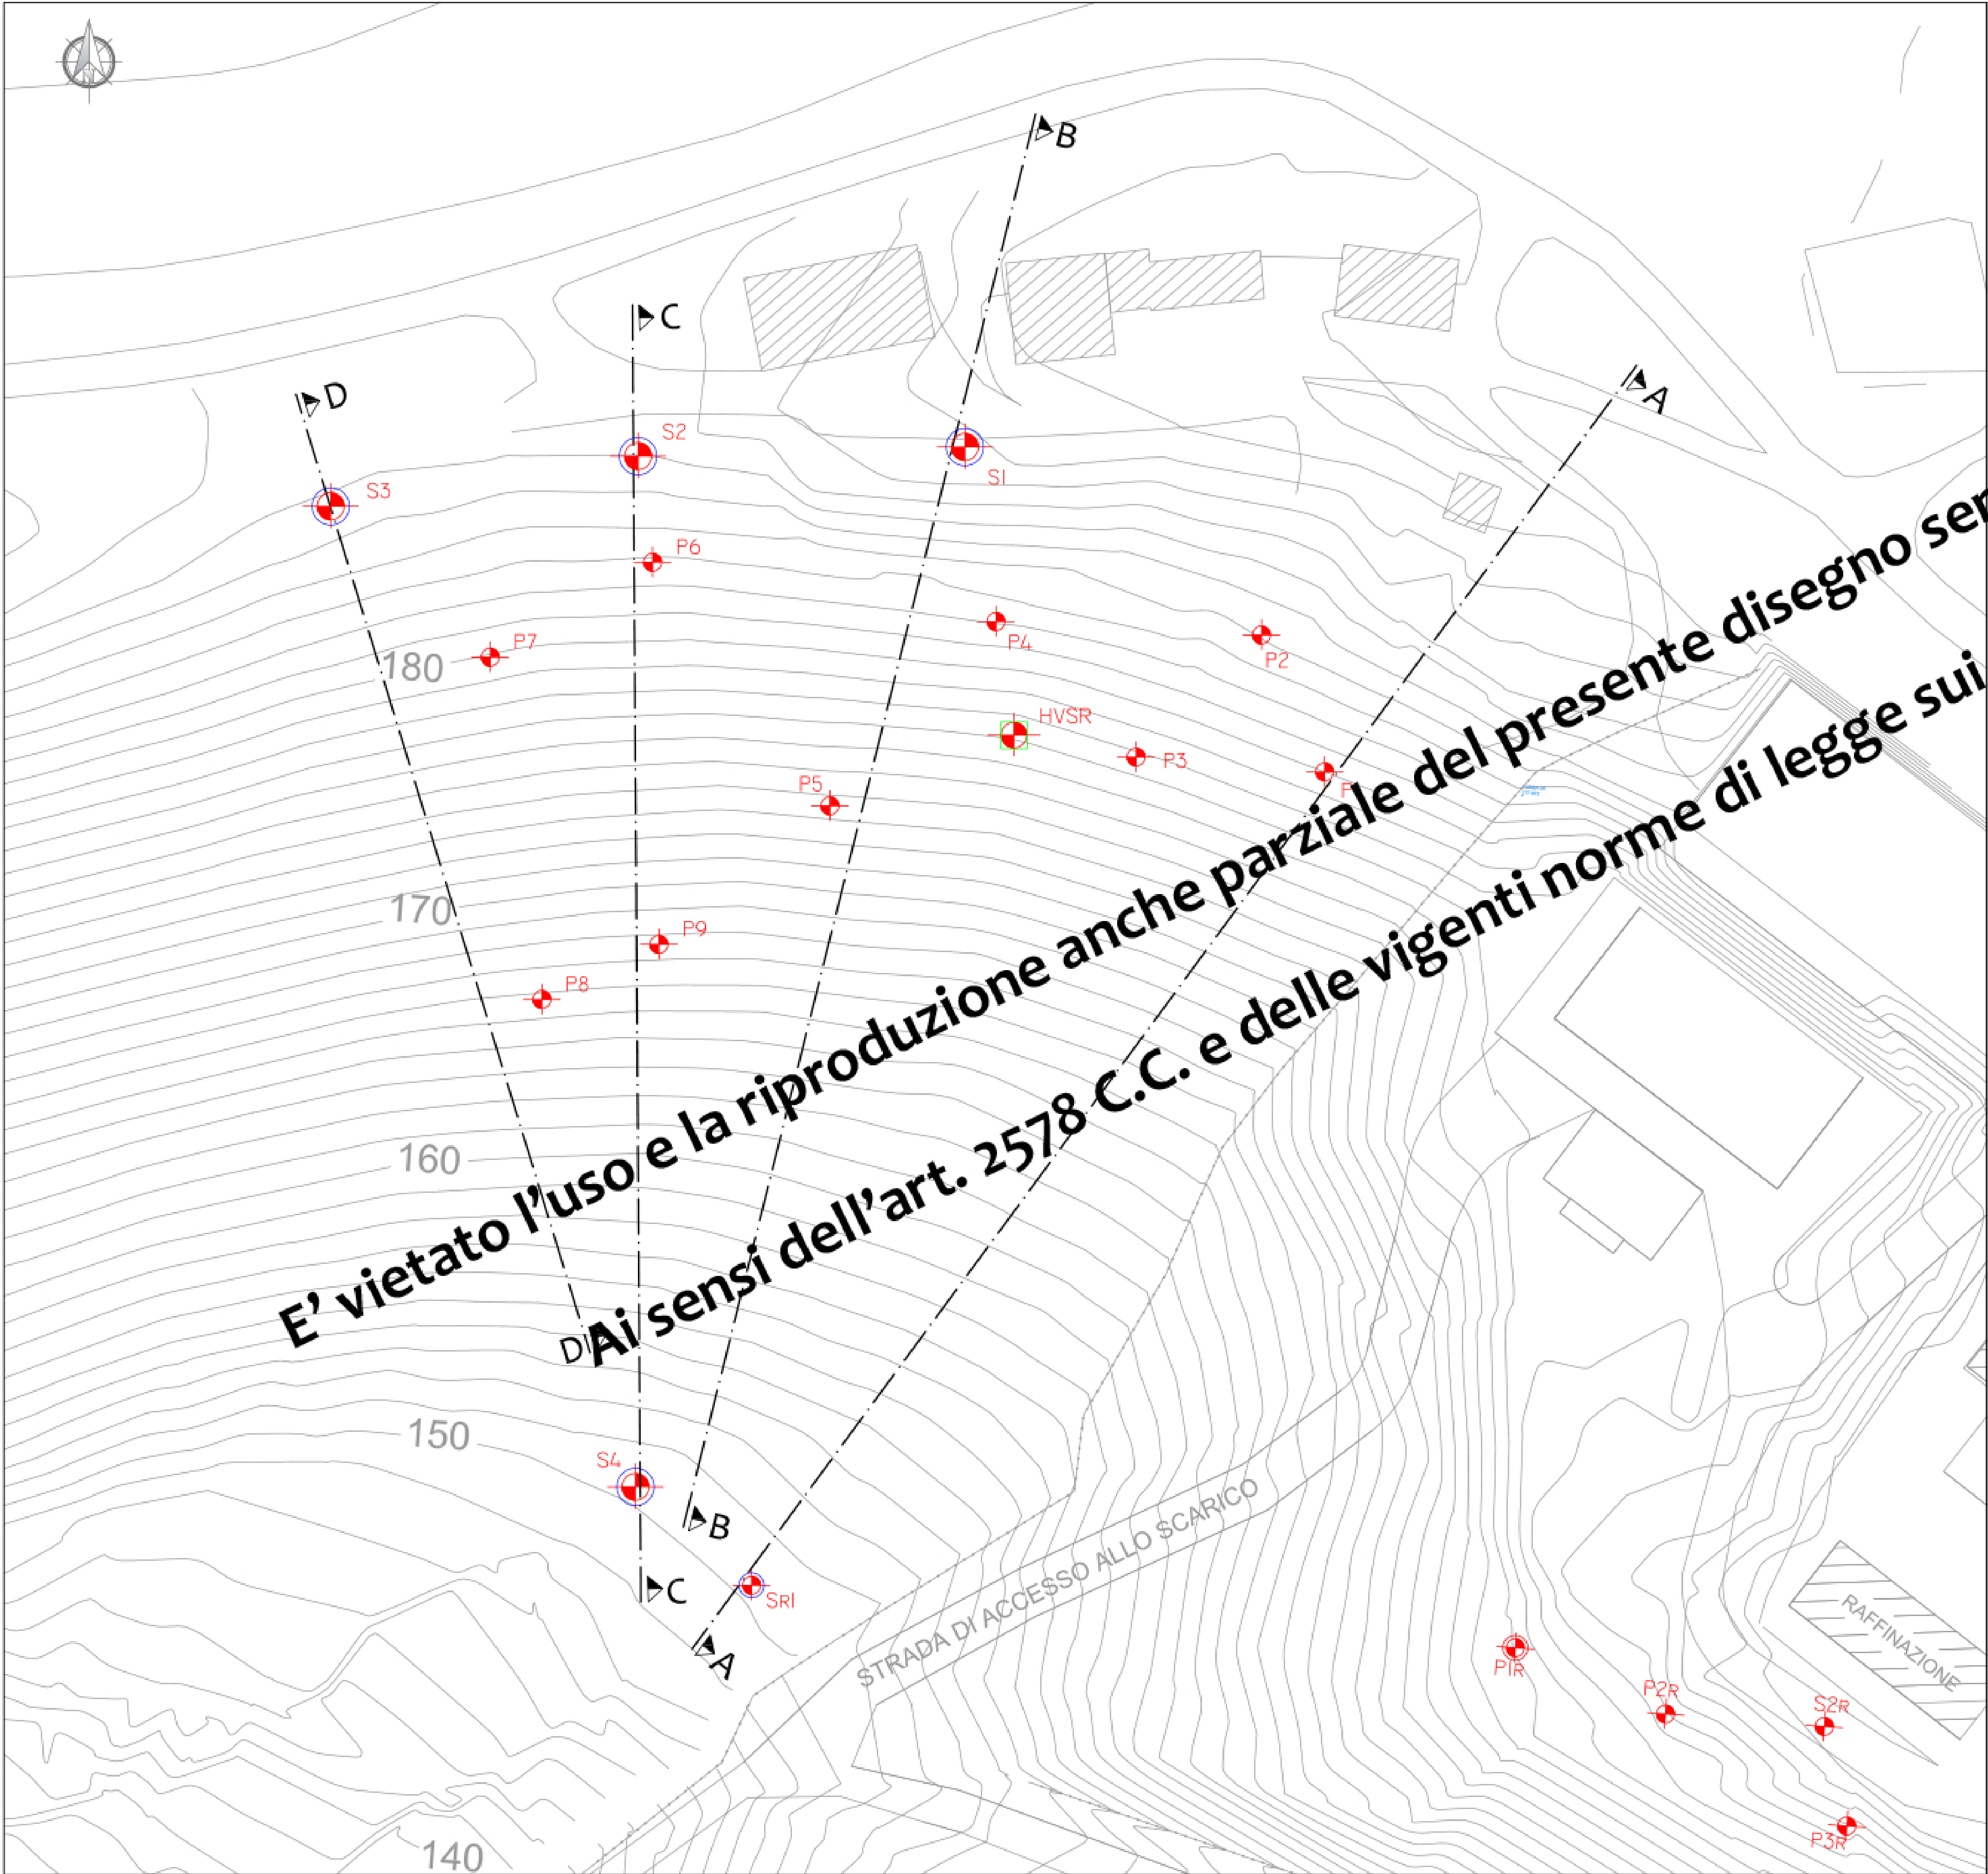 N
B
C
A
D
S2
S1
S3
P6
P7
P4
P2
180
HVSR
P3
P5
E' vietato l'uso e la riproduzione anche parziale del presente disegno
Ai sensi dell'art. 2578 C.C. e delle vigenti norme di legge sui
170
P9
P8
160
D
150
S4
B
C
SR1
A
STRADA DI ACCESSO ALLO SCARICO
RAFFINAZIONE
P1R
P2R
S2R
P3R
140